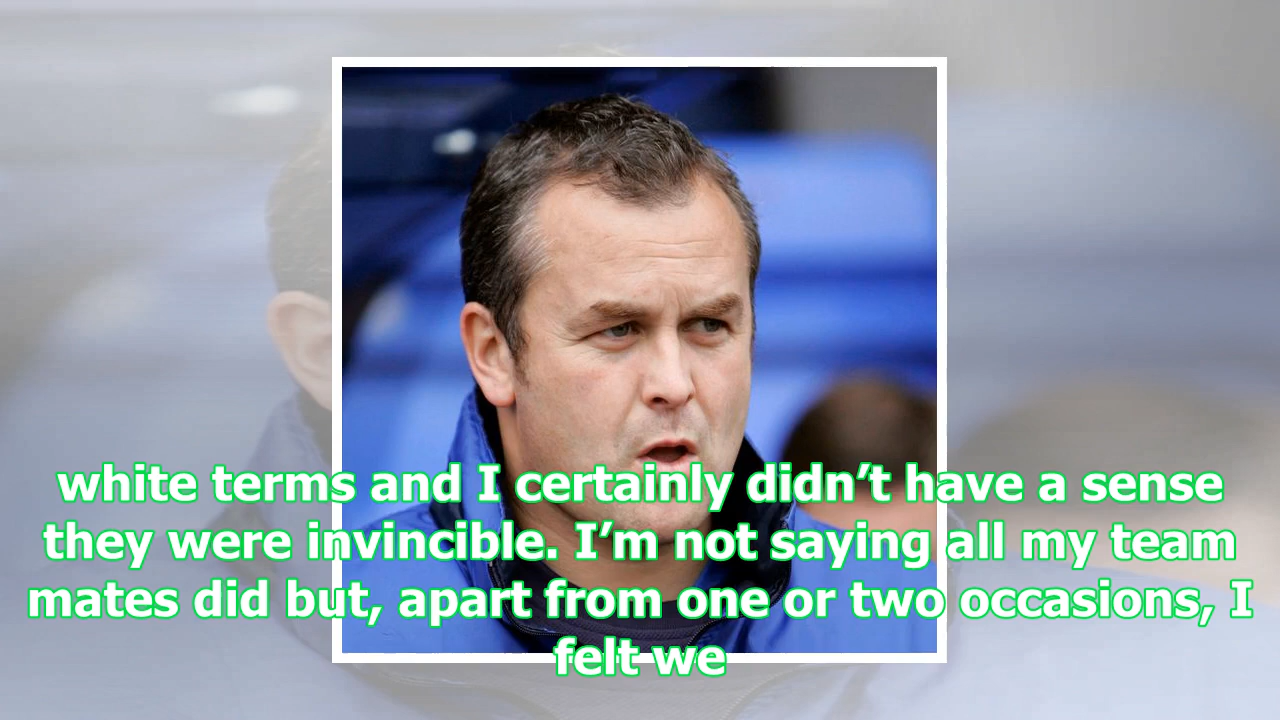 white terms and I certainly didn’t have a sense
they were invincible. I’m not saying all my team
mates did but, apart from one or two occasions, I
felt we